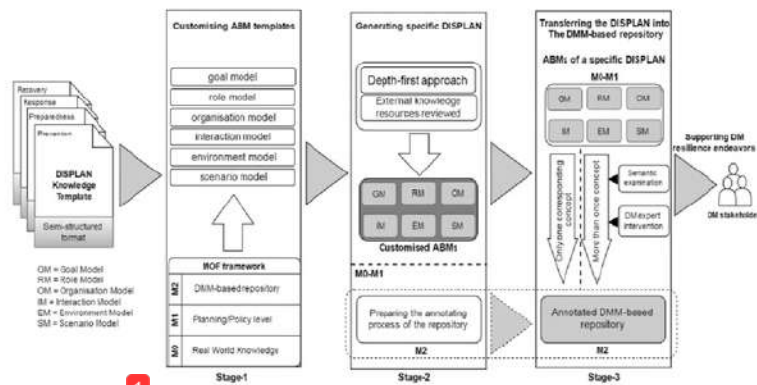 Customising ABM templates
goal model
role model
organisation model
interaction model
environment model
scenario model
MOF framework
M2
DMM-based repository
M1
Planning/Policy level
M0
Real World Knowledge
Stage-1
Recovery
Response
Preparedness
Prevention
DISPLAN
Knowledge
Template
Semi-structured
format
OM = Goal Model
RM = Role Model
OM = Organisaton Model
IM = Interaction Model
EM = Environment Model
SM = Scenario Model
Generating specific DISPLAN
Depth-first approach
External knowledge
resources reviewed
GM
RM
OM
IM
EM
SM
Customised ABMs
M0-M1
Preparing the annotating
process of the repository
M2
Stage-2
Transferring the DISPLAN into
The DMM-based repository
ABMs of a specific DISPLAN
M0-M1
OM
RM
OM
IM
EM
SM
Only one corresponding
concept
More than once concept
Semantic
examination
DM expert
intervention
Annotated DMM-based
repository
M2
Stage-3
Supporting DM
resilience endeavors
DM stakeholders